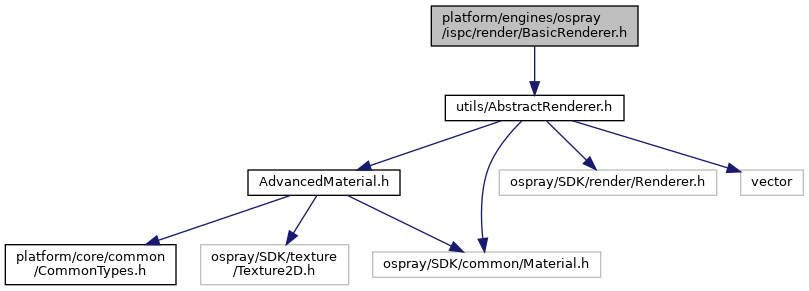 platform/engines/ospray
/ispc/render/BasicRenderer.h
utils/AbstractRenderer.h
AdvancedMaterial.h
ospray/SDK/render/Renderer.h
vector
platform/core/common
/CommonTypes.h
ospray/SDK/texture
/Texture2D.h
ospray/SDK/common/Material.h